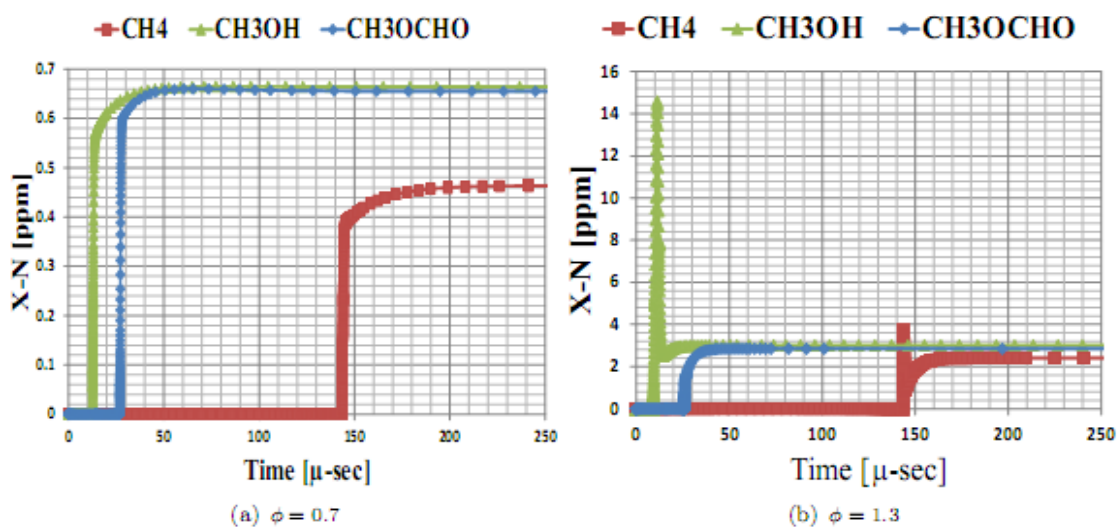 CH4 CH3OH CH3OCHO
0.7
0.6
0.5
0.4
0.3
0.2
0.1
0
X-N [ppm]
0 50 100 150 200 250
Time [μ-sec]
(a) ϕ = 0.7
CH4 CH3OH CH3OCHO
16
14
12
10
8
6
4
2
0
X-N [ppm]
0 50 100 150 200 250
Time [μ-sec]
(b) ϕ = 1.3